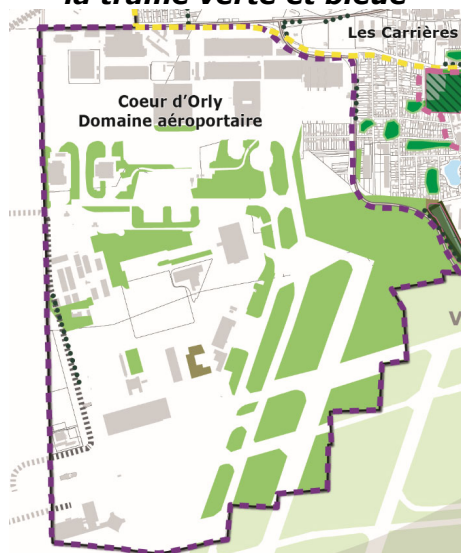 la trame verte et bleue
Les Carrières
Coeur d'Orly
Domaine aéroportaire
V